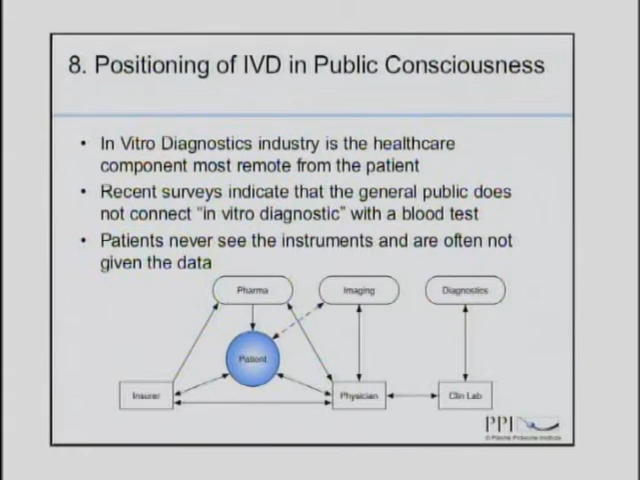 8. Positioning of IVD in Public Consciousness
• In Vitro Diagnostics industry is the healthcare
component most remote from the patient
• Recent surveys indicate that the general public does
not connect "in vitro diagnostic" with a blood test
• Patients never see the instruments and are often not
given the data
Pharma Imaging Diagnostics
Patient
Insurer Physician Clin Lab
PPI
© Plasma Proteome Institute